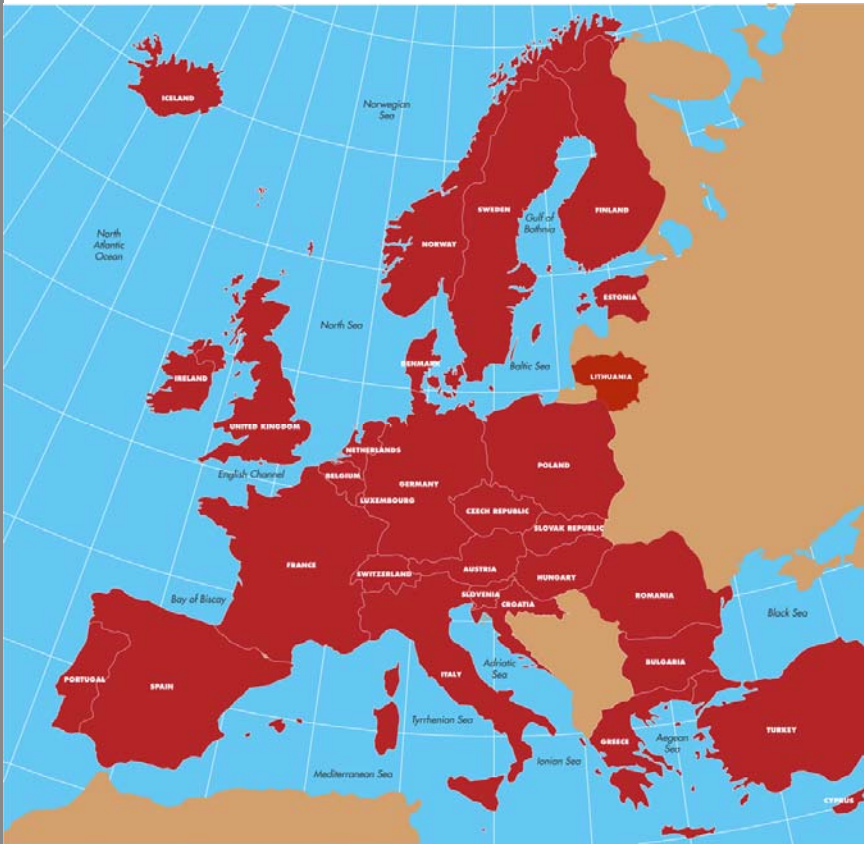 ICELAND
Norwegian
Sea
North
Atlantic
Ocean
SWEDEN
FINLAND
Gulf of
Bothnia
NORWAY
ESTONIA
North Sea
DENMARK
Baltic Sea
LITHUANIA
IRELAND
UNITED KINGDOM
NETHERLANDS
POLAND
English Channel
BELGIUM
GERMANY
LUXEMBOURG
CZECH REPUBLIC
SLOVAK REPUBLIC
FRANCE
SWITZERLAND
AUSTRIA
HUNGARY
SLOVENIA
CROATIA
ROMANIA
Bay of Biscay
Black Sea
BULGARIA
PORTUGAL
SPAIN
ITALY
Adriatic
Sea
Tyrrhenian Sea
GREECE
Aegean
Sea
TURKEY
Ionian Sea
Mediterranean Sea
CYPRUS